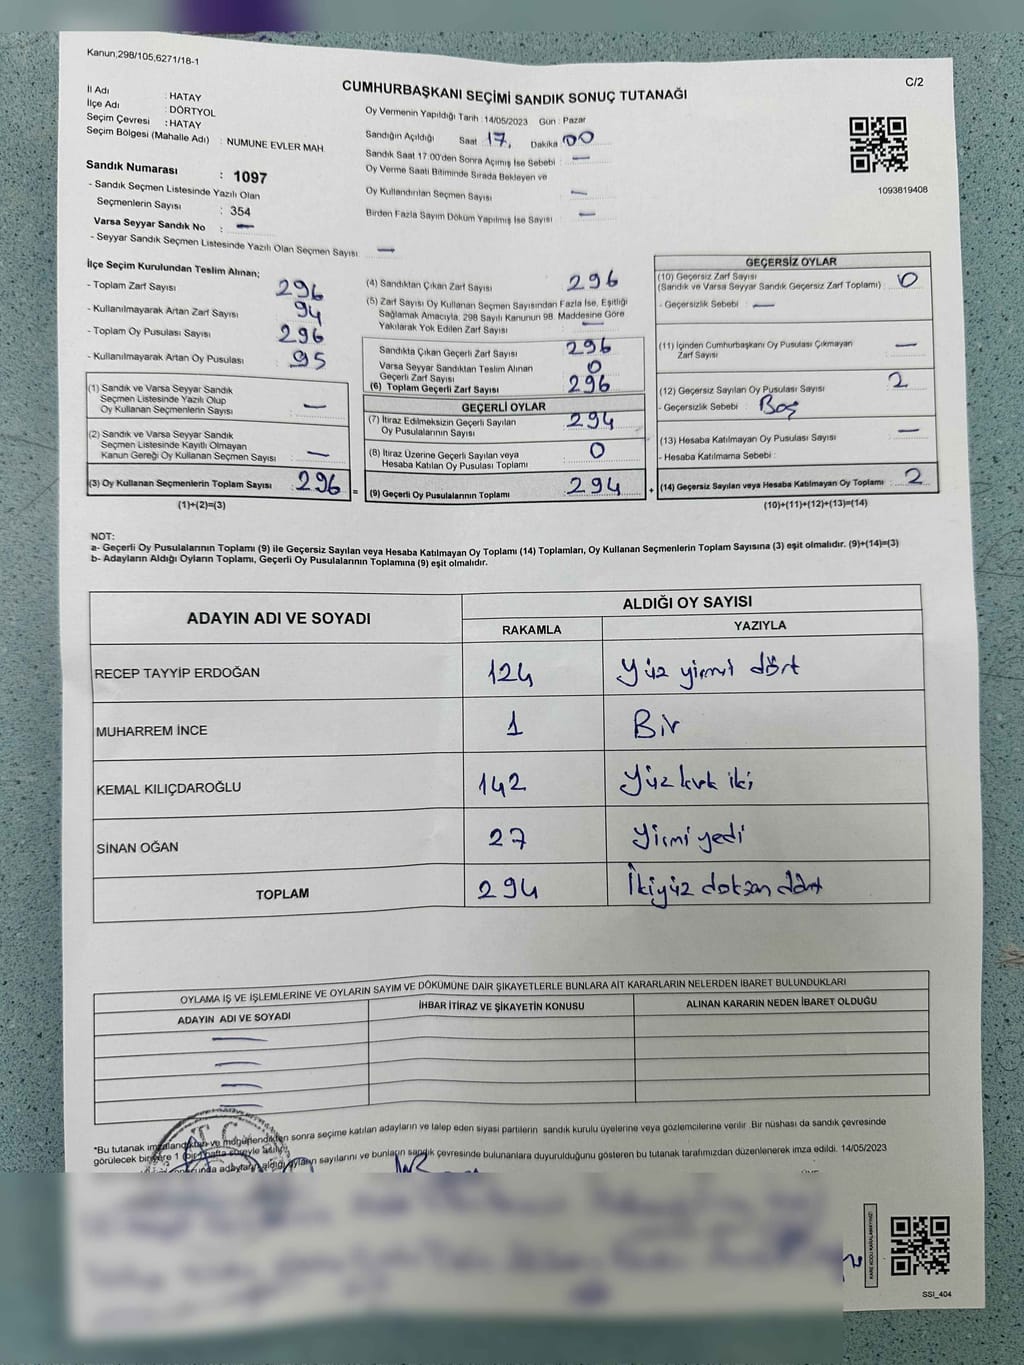 Kanun;298/105,6271/18-1
C/2
CUMHURBAŞKANI SEÇİMİ SANDIK SONUÇ TUTANAĞI
İl Adı : HATAY
İlçe Adı : DÖRTYOL
Seçim Çevresi : HATAY
Seçim Bölgesi (Mahalle Adı) : NUMUNE EVLER MAH.
Sandık Numarası : 1097
- Sandık Seçmen Listesinde Yazılı Olan
Seçmenlerin Sayısı : 354
Varsa Seyyar Sandık No : —
- Seyyar Sandık Seçmen Listesinde Yazılı Olan Seçmen Sayısı : —
Oy Vermenin Yapıldığı Tarih : 14/05/2023 Gün : Pazar
Sandığın Açıldığı Saat 17, Dakika 00
Sandık Saat 17:00'den Sonra Açımış İse Sebebi : —
Oy Verme Saati Bitiminde Sırada Bekleyen ve
Oy Kullandırılan Seçmen Sayısı : —
Birden Fazla Sayım Döküm Yapılmış İse Sayısı : —
1093819408
İlçe Seçim Kurulundan Teslim Alınan;
- Toplam Zarf Sayısı 296
- Kullanılmayarak Artan Zarf Sayısı : 94
- Toplam Oy Pusulası Sayısı 296
- Kullanılmayarak Artan Oy Pusulası : 95
(1) Sandık ve Varsa Seyyar Sandık
Seçmen Listesinde Yazılı Olup
Oy Kullanan Seçmenlerin Sayısı : —
(2) Sandık ve Varsa Seyyar Sandık
Seçmen Listesinde Kayıtlı Olmayan
Kanun Gereği Oy Kullanan Seçmen Sayısı : —
(3) Oy Kullanan Seçmenlerin Toplam Sayısı : 296 =
(1)+(2)=(3)
(4) Sandıktan Çıkan Zarf Sayısı : 296
(5) Zarf Sayısı Oy Kullanan Seçmen Sayısından Fazla İse, Eşitliği
Sağlamak Amacıyla, 298 Sayılı Kanunun 98. Maddesine Göre
Yakılarak Yok Edilen Zarf Sayısı : —
Sandıkta Çıkan Geçerli Zarf Sayısı : 296
Varsa Seyyar Sandıktan Teslim Alınan
Geçerli Zarf Sayısı : 0
(6) Toplam Geçerli Zarf Sayısı : 296
GEÇERLİ OYLAR
(7) İtiraz Edilmeksizin Geçerli Sayılan
Oy Pusulalarının Sayısı : 294
(8) İtiraz Üzerine Geçerli Sayılan veya
Hesaba Katılan Oy Pusulası Toplamı : 0
(9) Geçerli Oy Pusulalarının Toplamı : 294 +
GEÇERSİZ OYLAR
(10) Geçersiz Zarf Sayısı
(Sandık ve Varsa Seyyar Sandık Geçersiz Zarf Toplamı) : 0
- Geçersizlik Sebebi : —
(11) İçinden Cumhurbaşkanı Oy Pusulası Çıkmayan
Zarf Sayısı : —
(12) Geçersiz Sayılan Oy Pusulası Sayısı : 2
- Geçersizlik Sebebi : Boş
(13) Hesaba Katılmayan Oy Pusulası Sayısı : —
- Hesaba Katılmama Sebebi :
(14) Geçersiz Sayılan veya Hesaba Katılmayan Oy Toplamı : 2
(10)+(11)+(12)+(13)=(14)
NOT:
a- Geçerli Oy Pusulalarının Toplamı (9) ile Geçersiz Sayılan veya Hesaba Katılmayan Oy Toplamı (14) Toplamları, Oy Kullanan Seçmenlerin Toplam Sayısına (3) eşit olmalıdır. (9)+(14)=(3)
b- Adayların Aldığı Oyların Toplamı, Geçerli Oy Pusulalarının Toplamına (9) eşit olmalıdır.
ADAYIN ADI VE SOYADI
ALDIĞI OY SAYISI
RAKAMLA YAZIYLA
RECEP TAYYİP ERDOĞAN 124 Yüz yirmi dört
MUHARREM İNCE 1 Bir
KEMAL KILIÇDAROĞLU 142 Yüz kırk iki
SİNAN OĞAN 27 Yirmi yedi
TOPLAM 294 İkiyüz doksan dört
OYLAMA İŞ VE İŞLEMLERİNE VE OYLARIN SAYIM VE DÖKÜMÜNE DAİR ŞİKAYETLERLE BUNLARA AİT KARARLARIN NELERDEN İBARET BULUNDUKLARI
ADAYIN ADI VE SOYADI İHBAR İTİRAZ VE ŞİKAYETİN KONUSU ALINAN KARARIN NEDEN İBARET OLDUĞU
—
—
—
—
T.C.
*Bu tutanak imzalandıktan ve mühürlendikten sonra seçime katılan adayların ve talep eden siyasi partilerin sandık kurulu üyelerine veya gözlemcilerine verilir. Bir nüshası da sandık çevresinde
görülecek bir yere 1 (bir) hafta süreyle asılır.
adayların aldığı oyların sayılarını ve bunların sandık çevresinde bulunanlara duyurulduğunu gösteren bu tutanak tarafımızdan düzenlenerek imza edildi. 14/05/2023
KARE KODU KARALAMAYINIZ!
SSI_404